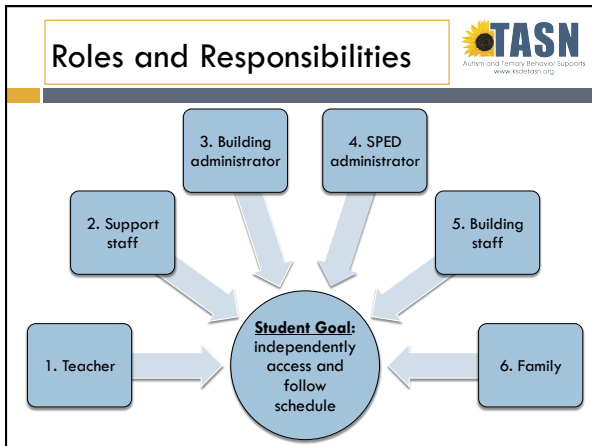 Roles and Responsibilities
TASN
Autism and Tertiary Behavior Supports
www.ksdetasn.org
1. Teacher
2. Support
staff
3. Building
administrator
4. SPED
administrator
5. Building
staff
6. Family
Student Goal:
independently
access and
follow
schedule